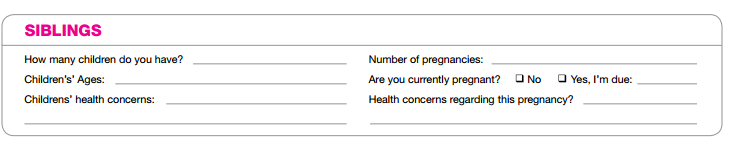 SIBLINGS
How many children do you have?
Children's' Ages:
Childrens' health concerns:
Number of pregnancies:
Are you currently pregnant? ❑ No ❑ Yes, I'm due:
Health concerns regarding this pregnancy?